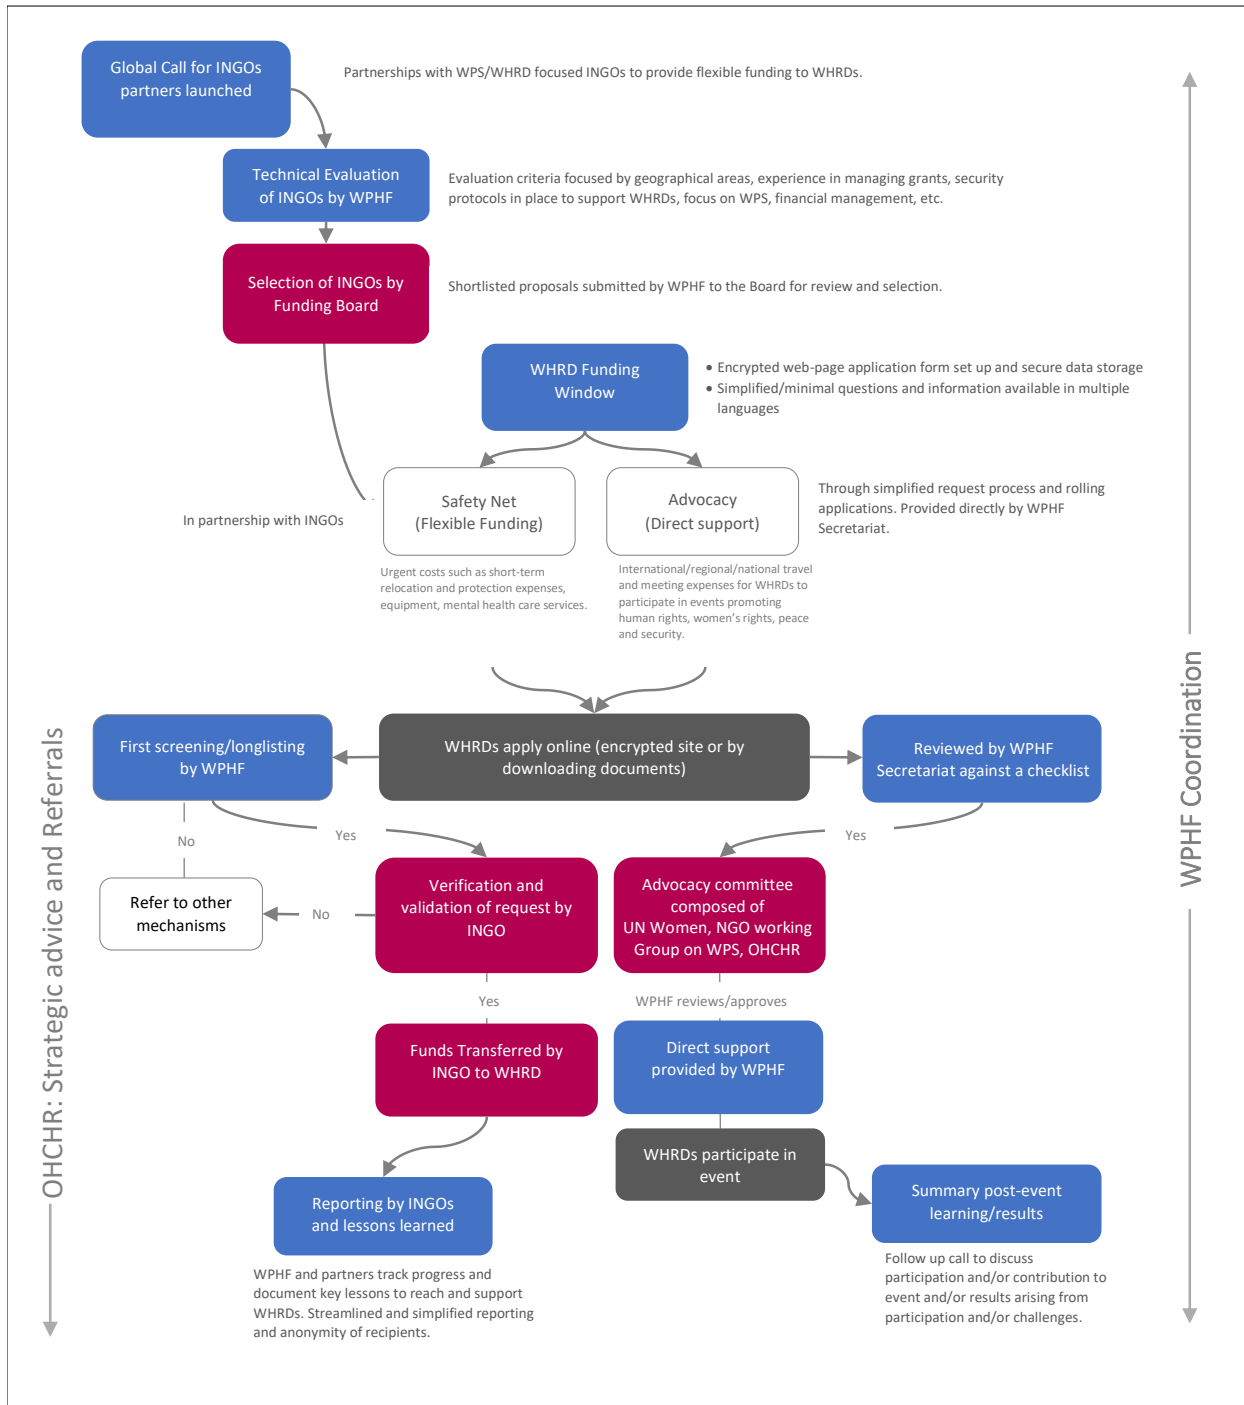 Global Call for INGOs
partners launched
Partnerships with WPS/WHRD focused INGOs to provide flexible funding to WHRDs.
Technical Evaluation
of INGOs by WPHF
Evaluation criteria focused by geographical areas, experience in managing grants, security
protocols in place to support WHRDs, focus on WPS, financial management, etc.
Selection of INGOs by
Funding Board
Shortlisted proposals submitted by WPHF to the Board for review and selection.
WHRD Funding
Window
• Encrypted web-page application form set up and secure data storage
• Simplified/minimal questions and information available in multiple
languages
In partnership with INGOs
Safety Net
(Flexible Funding)
Advocacy
(Direct support)
Through simplified request process and rolling
applications. Provided directly by WPHF
Secretariat.
Urgent costs such as short-term
relocation and protection expenses,
equipment, mental health care services.
International/regional/national travel
and meeting expenses for WHRDs to
participate in events promoting
human rights, women's rights, peace
and security.
First screening/longlisting
by WPHF
WHRDs apply online (encrypted site or by
downloading documents)
Reviewed by WPHF
Secretariat against a checklist
No
Yes
Yes
Refer to other
mechanisms
No
Verification and
validation of request by
INGO
Advocacy committee
composed of
UN Women, NGO working
Group on WPS, OHCHR
Yes
WPHF reviews/approves
Funds Transferred by
INGO to WHRD
Direct support
provided by WPHF
WHRDs participate in
event
Reporting by INGOs
and lessons learned
Summary post-event
learning/results
WPHF and partners track progress and
document key lessons to reach and support
WHRDs. Streamlined and simplified reporting
and anonymity of recipients.
Follow up call to discuss
participation and/or contribution to
event and/or results arising from
participation and/or challenges.
OHCHR: Strategic advice and Referrals
WPHF Coordination